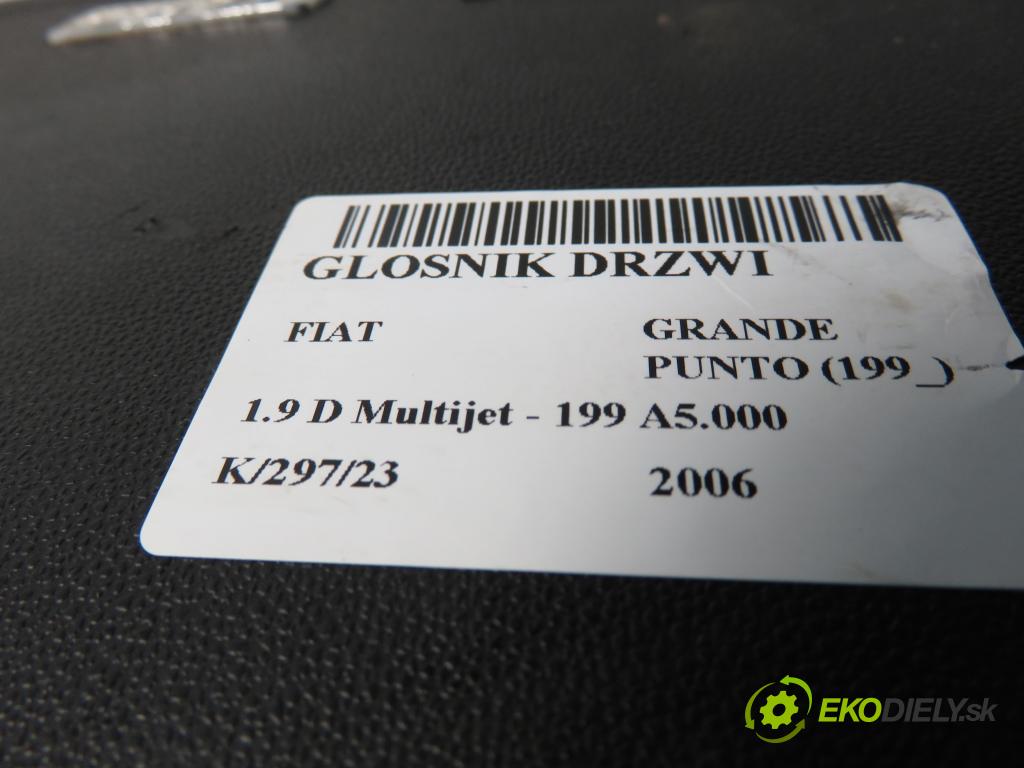 GLOSNIK DRZWI
FIAT GRANDE
PUNTO (199_)
1.9 D Multijet - 199 A5.000
K/297/23 2006
EKODIELY.sk